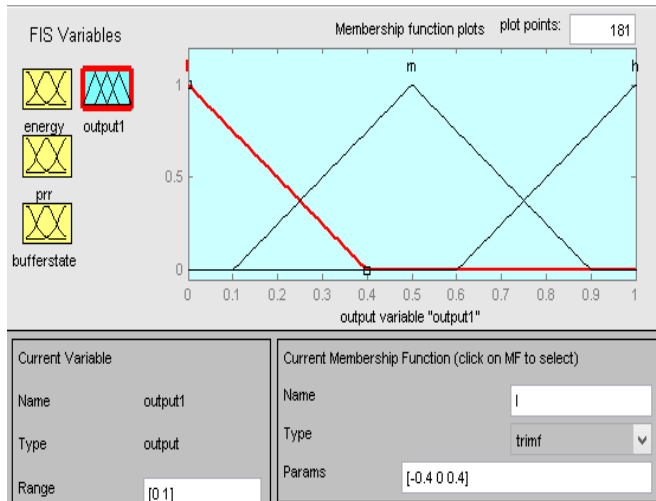 FIS Variables
Membership function plots
plot points:
181
energy
output1
prr
bufferstate
l
m
h
1
0.5
0
0 0.1 0.2 0.3 0.4 0.5 0.6 0.7 0.8 0.9 1
output variable "output1"
Current Variable
Name output1
Type output
Range [0 1]
Current Membership Function (click on MF to select)
Name l
Type trimf
Params [-0.4 0 0.4]